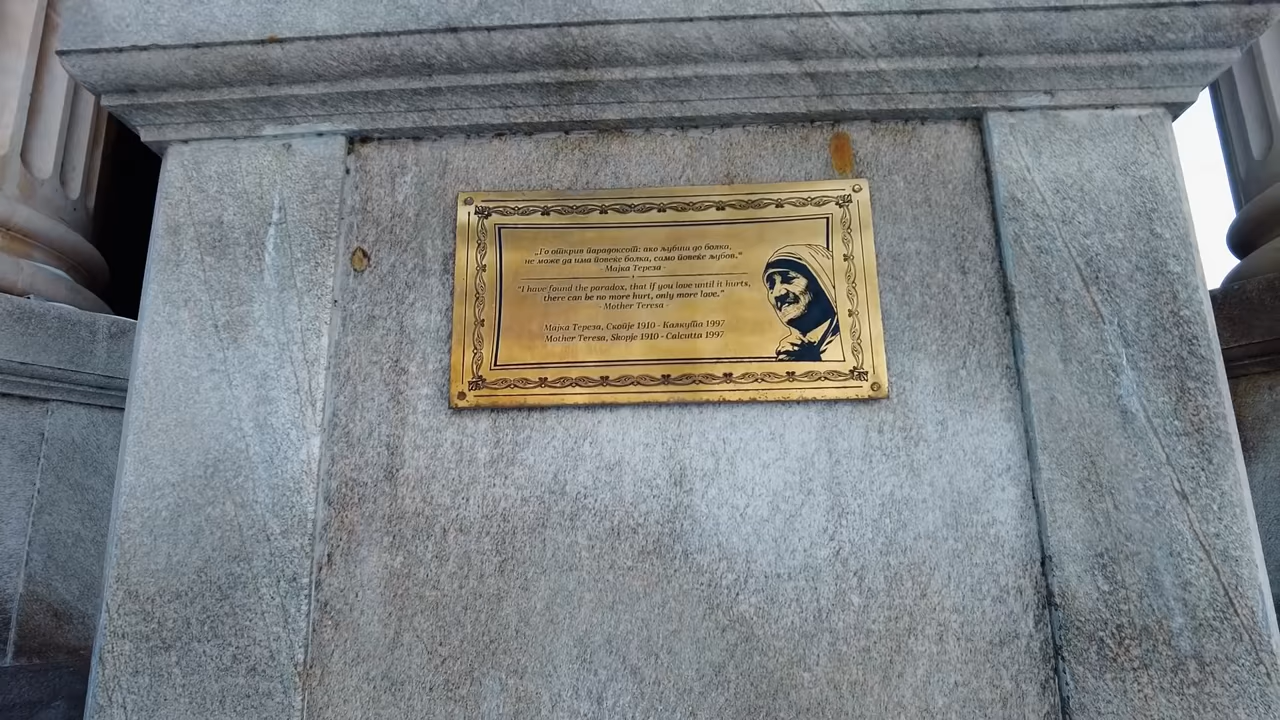 „Го открив парадоксот: ако љубиш до болка,
не може да има повеќе болка, само повеќе љубов.“
- Мајка Тереза -
"I have found the paradox, that if you love until it hurts,
there can be no more hurt, only more love."
- Mother Teresa -
Мајка Тереза, Скопје 1910 - Калкута 1997
Mother Teresa, Skopje 1910 - Calcutta 1997